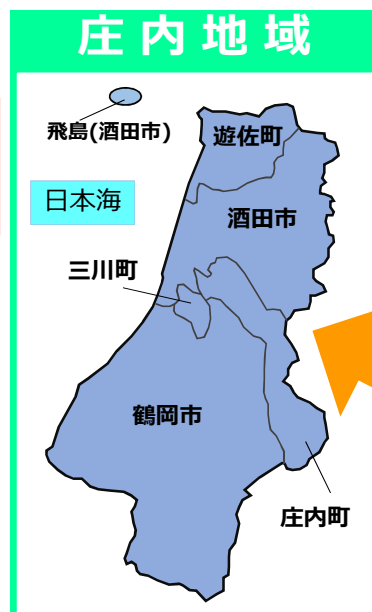 庄内地域
飛島(酒田市)
遊佐町
日本海
酒田市
三川町
鶴岡市
庄内町